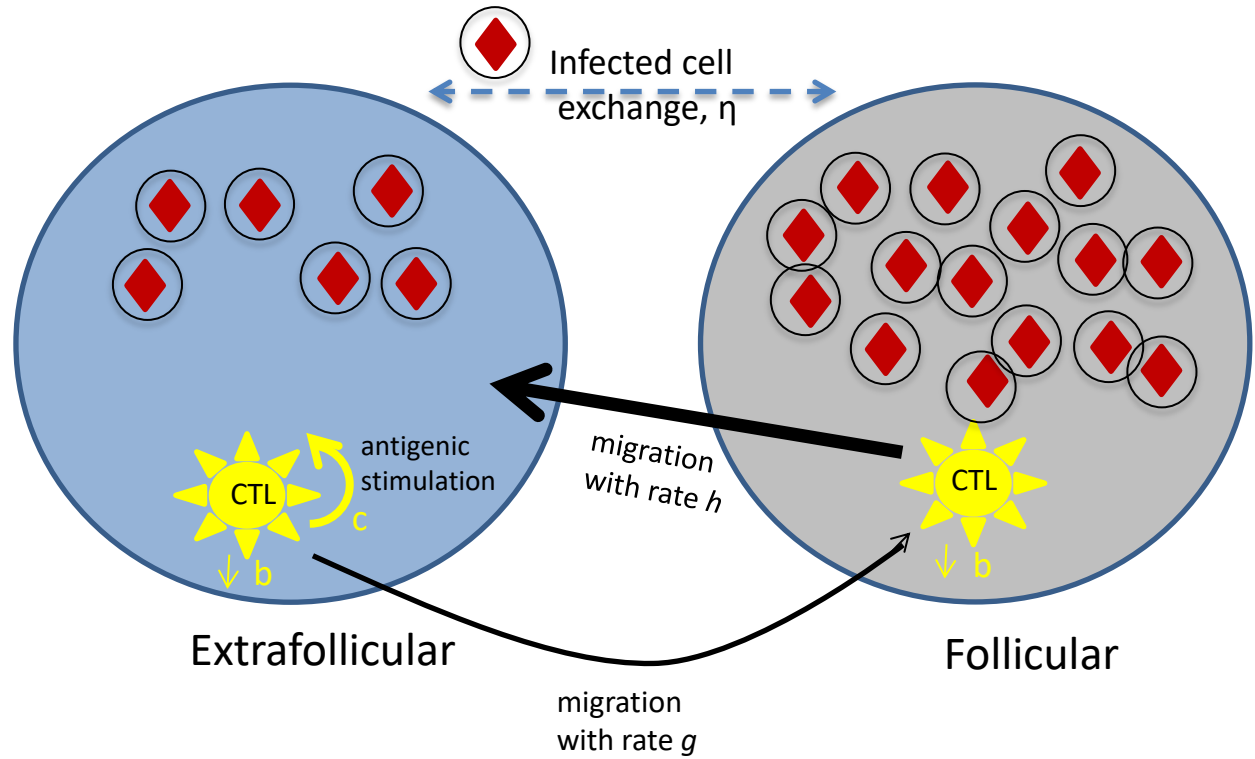 Infected cell
exchange, η
antigenic
stimulation
CTL
c
b
migration
with rate h
CTL
b
Extrafollicular
Follicular
migration
with rate g